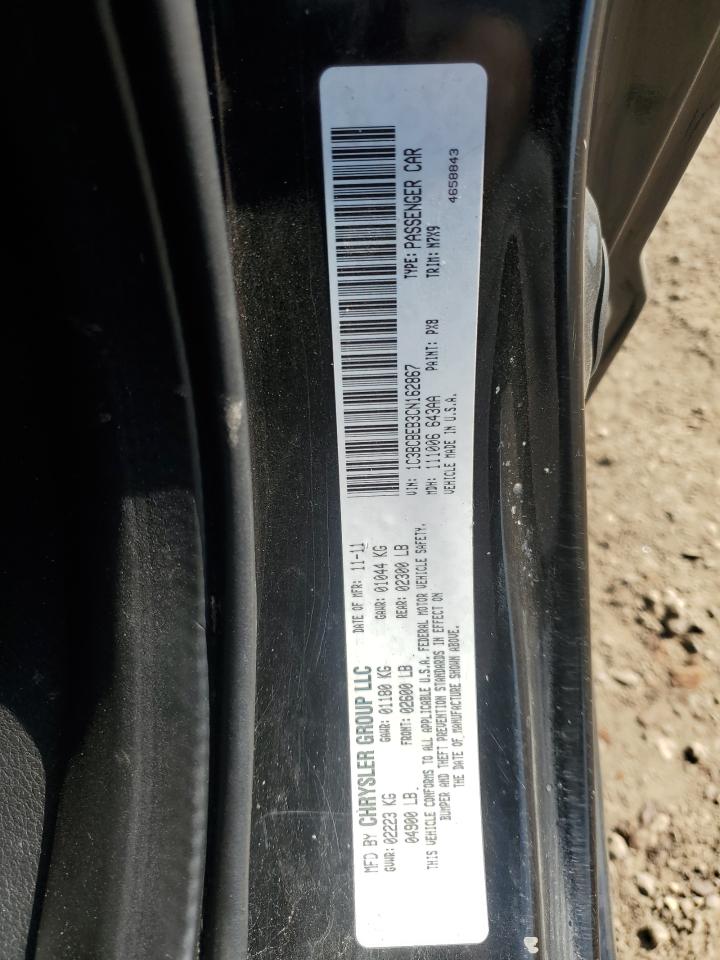 MFD BY CHRYSLER GROUP LLC
DATE OF MFR: 11-11
GVWR: 02223 KG
GAWR: 01180 KG
GAWR: 01044 KG
04900 LB.
FRONT: 02600 LB
REAR: 02300 LB
THIS VEHICLE CONFORMS TO ALL APPLICABLE U.S.A. FEDERAL MOTOR VEHICLE SAFETY,
BUMPER AND THEFT PREVENTION STANDARDS IN EFFECT ON
THE DATE OF MANUFACTURE SHOWN ABOVE.
VIN: 1C3BCBEB3CN162867
TYPE: PASSENGER CAR
MDH: 111006 643AA
PAINT: PX8
TRIM: N7X9
VEHICLE MADE IN U.S.A.
4658843